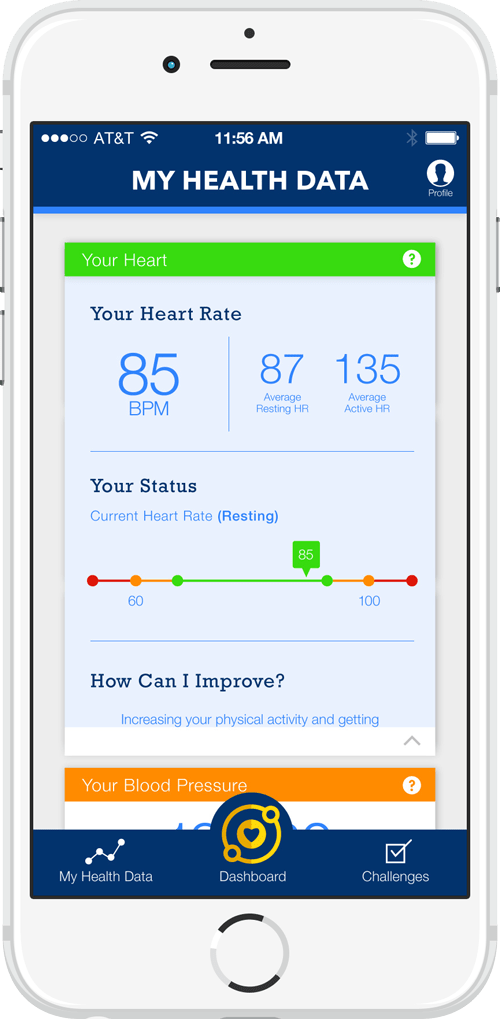 AT&T 11:56 AM
MY HEALTH DATA
Profile
Your Heart ?
Your Heart Rate
85
BPM
87
Average
Resting HR
135
Average
Active HR
Your Status
Current Heart Rate (Resting)
85
60 100
How Can I Improve?
Increasing your physical activity and getting
Your Blood Pressure ?
My Health Data Dashboard Challenges